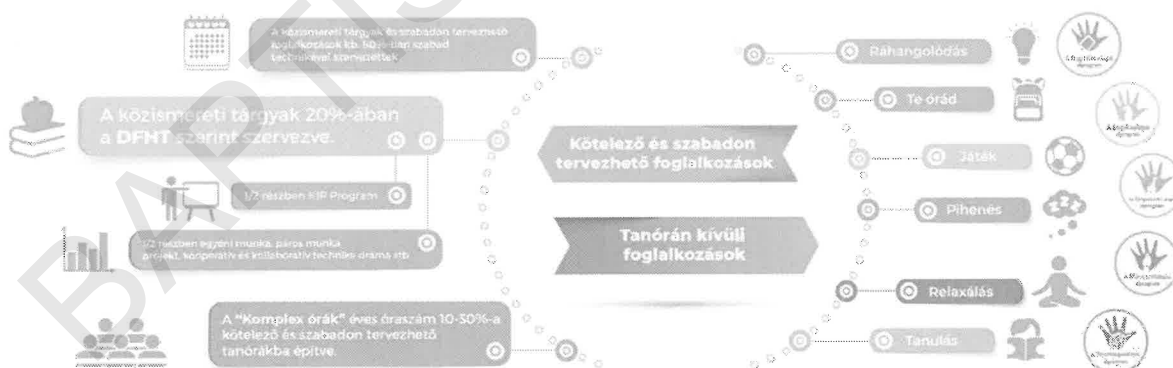 A közismereti tárgyak és szabadon tervezhető
foglalkozások kb. szabad
technikával szervezettek
A közismereti tárgyak 20%-ában
a DFHT szerint szervezve.
1/2 részben KIP Program
1/2 részben egyéni munka, páros munka
projekt, kooperatív és kollaboratív technika dráma stb.
A "Komplex órák" éves óraszám 10-30%-a
kötelező és szabadon tervezhető
tanórákba építve.
Kötelező és szabadon
tervezhető foglalkozások
Tanórán kívüli
foglalkozások
Ráhangolódás
Te órád
Játék
Pihenés
zzz
Relaxálás
Tanulás
BAPTIS